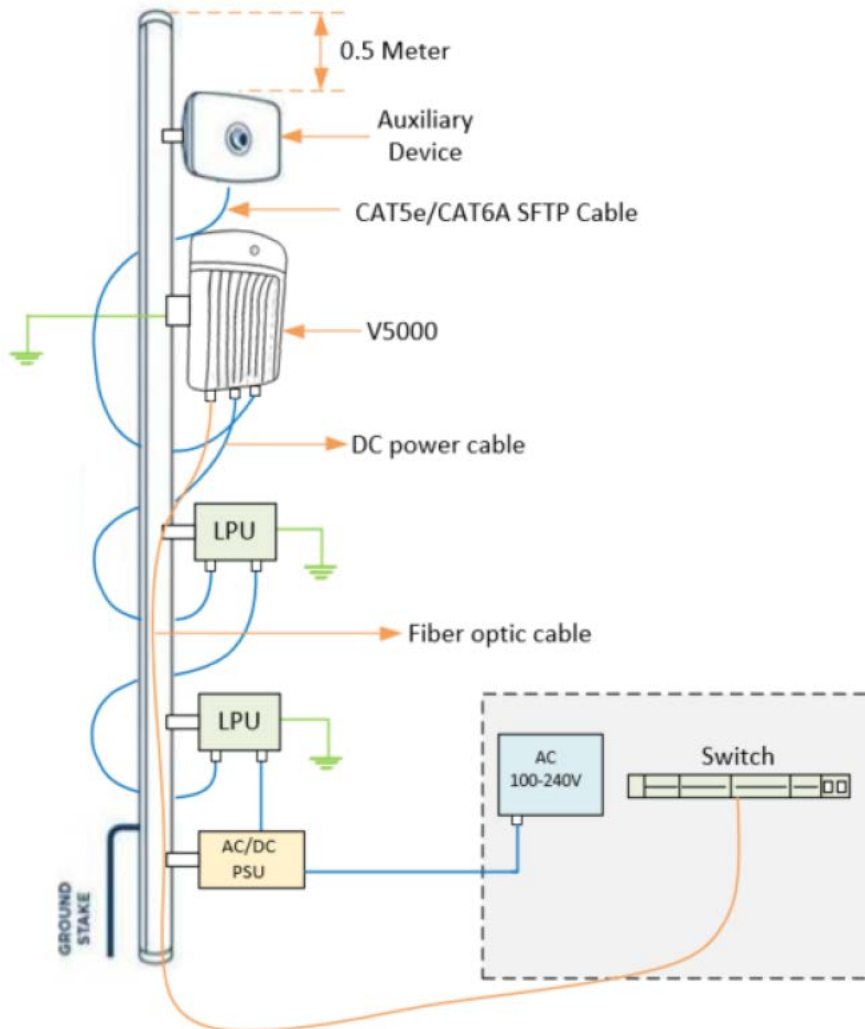 0.5 Meter
Auxiliary
Device
CAT5e/CAT6A SFTP Cable
V5000
DC power cable
LPU
Fiber optic cable
LPU
AC
100-240V
Switch
AC/DC
PSU
GROUND
STAKE